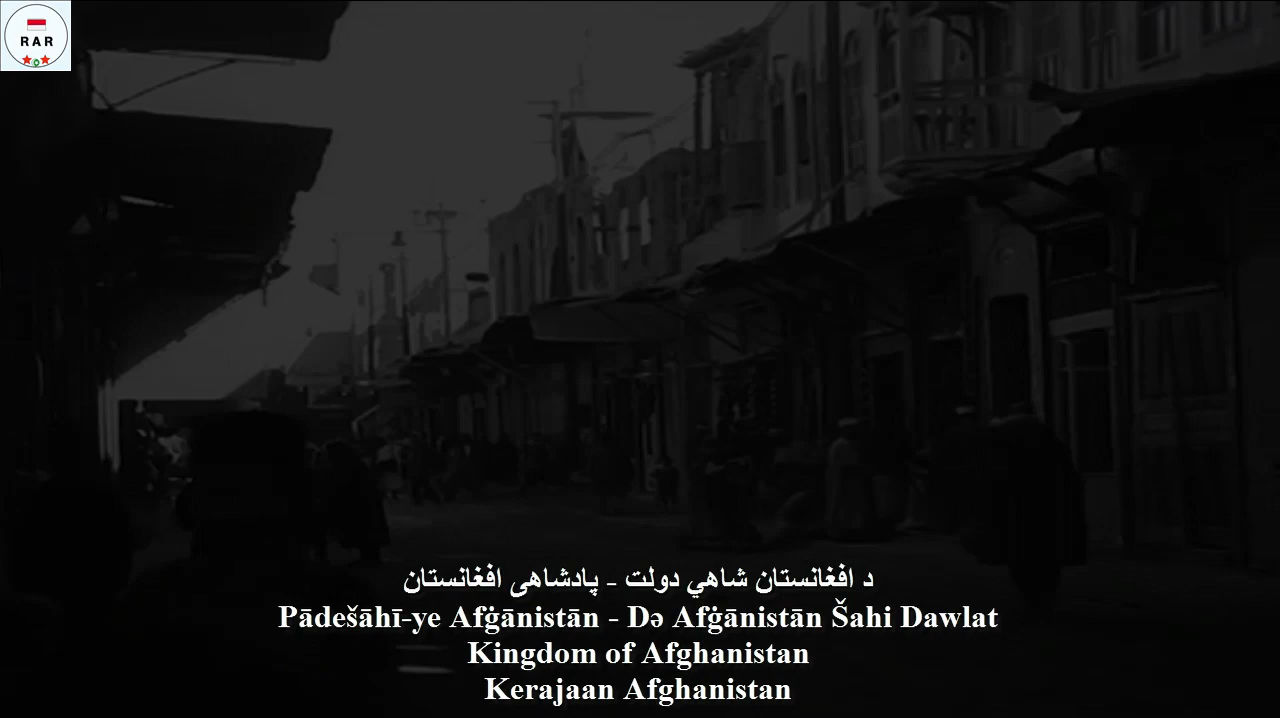 RAR
د افغانستان شاهي دولت - پادشاهی افغانستان
Pādešāhī-ye Afġānistān - Də Afġānistān Šahi Dawlat
Kingdom of Afghanistan
Kerajaan Afghanistan